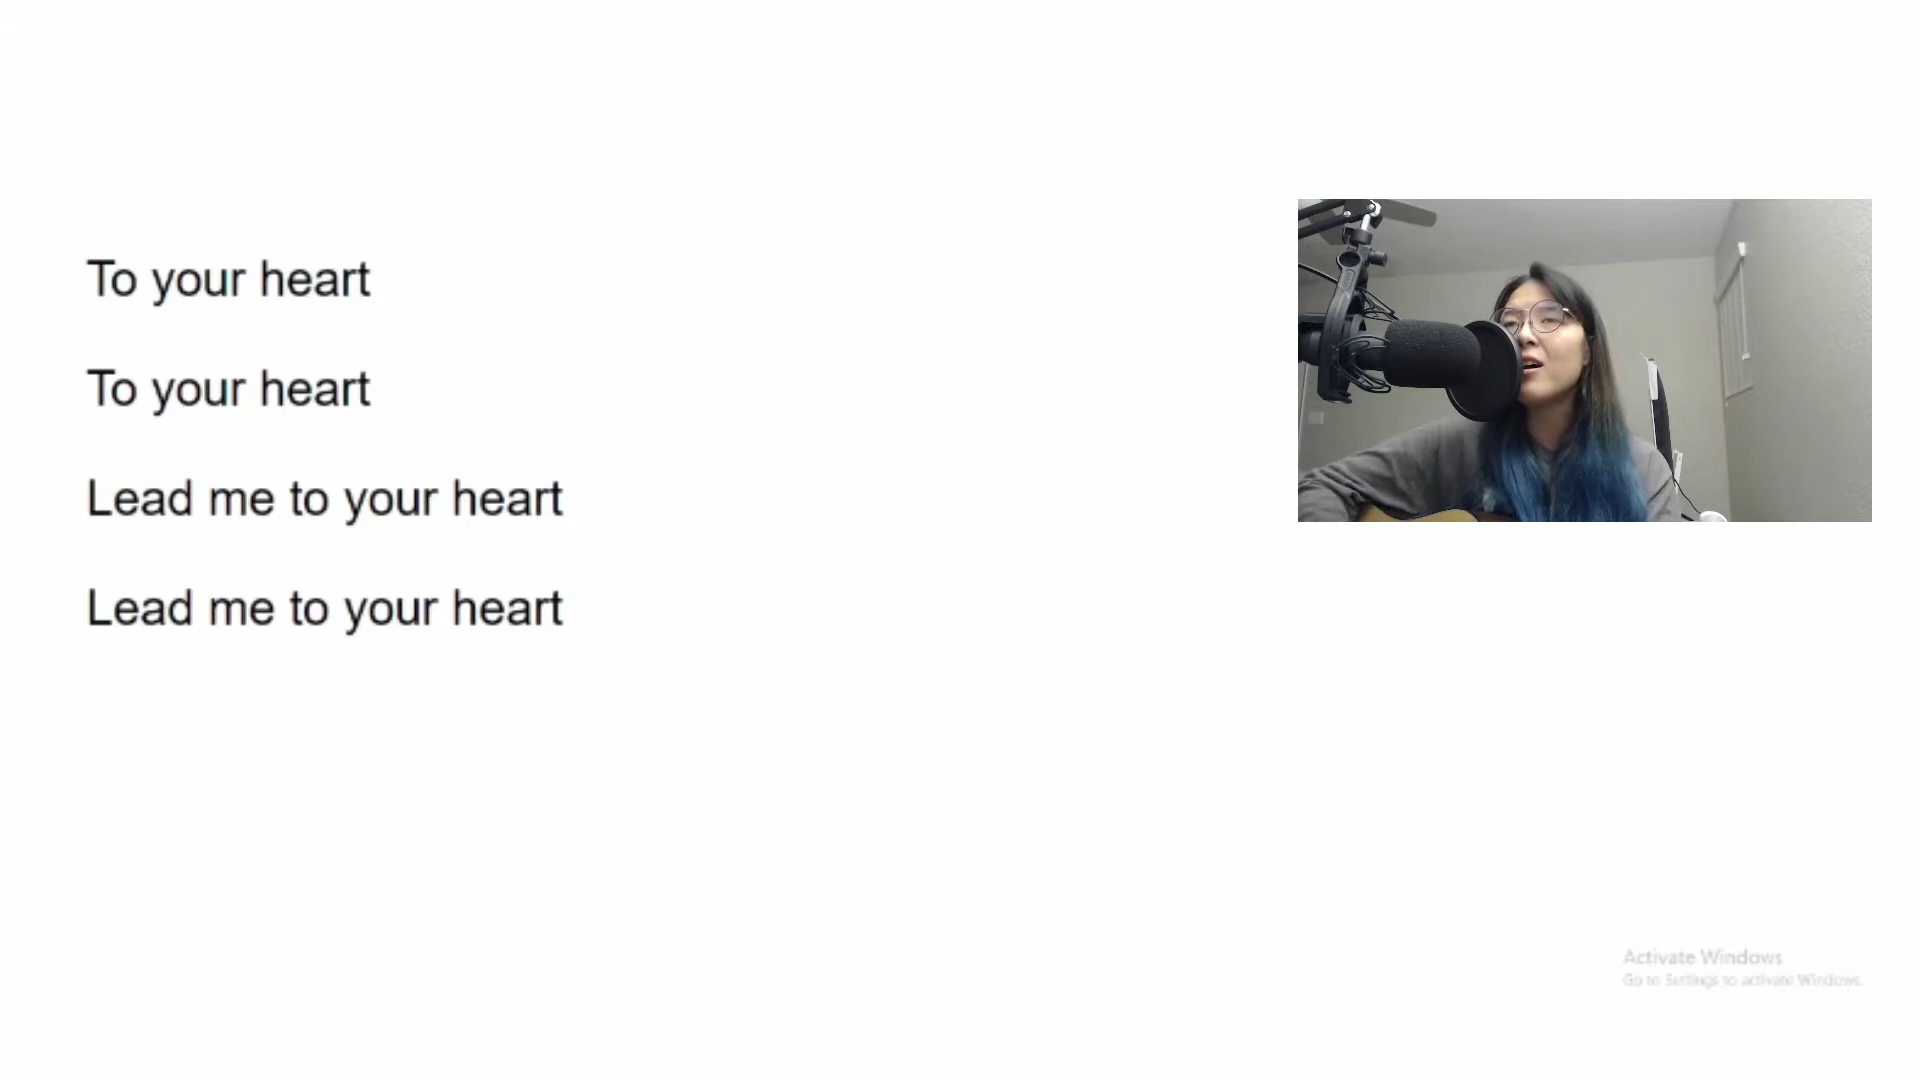 To your heart
To your heart
Lead me to your heart
Lead me to your heart
Activate Windows
Go to Settings to activate Windows.